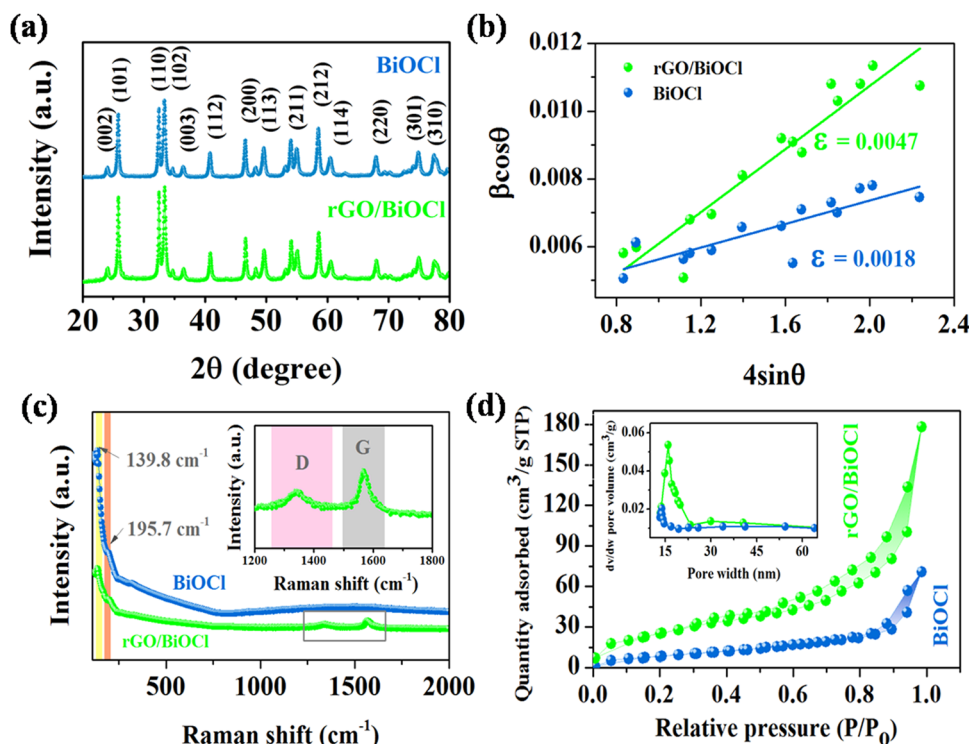 (a)
Intensity (a.u.)
BiOCl
(002)
(101)
(110)
(102)
(003)
(112)
(200)
(113)
(211)
(212)
(114)
(220)
(301)
(310)
rGO/BiOCl
20 30 40 50 60 70 80
2θ (degree)
(b)
βcosθ
0.012
0.010
0.008
0.006
rGO/BiOCl
BiOCl
ε = 0.0047
ε = 0.0018
0.8 1.2 1.6 2.0 2.4
4sinθ
(c)
Intensity (a.u.)
139.8 cm⁻¹
195.7 cm⁻¹
BiOCl
rGO/BiOCl
Intensity (a.u.)
D G
1200 1400 1600 1800
Raman shift (cm⁻¹)
500 1000 1500 2000
Raman shift (cm⁻¹)
(d)
Quantity adsorbed (cm³/g STP)
180
150
120
90
60
30
0
dv/dw pore volume (cm³/g)
0.06
0.04
0.02
0.01
15 30 45 60
Pore width (nm)
rGO/BiOCl
BiOCl
0.0 0.2 0.4 0.6 0.8 1.0
Relative pressure (P/P₀)